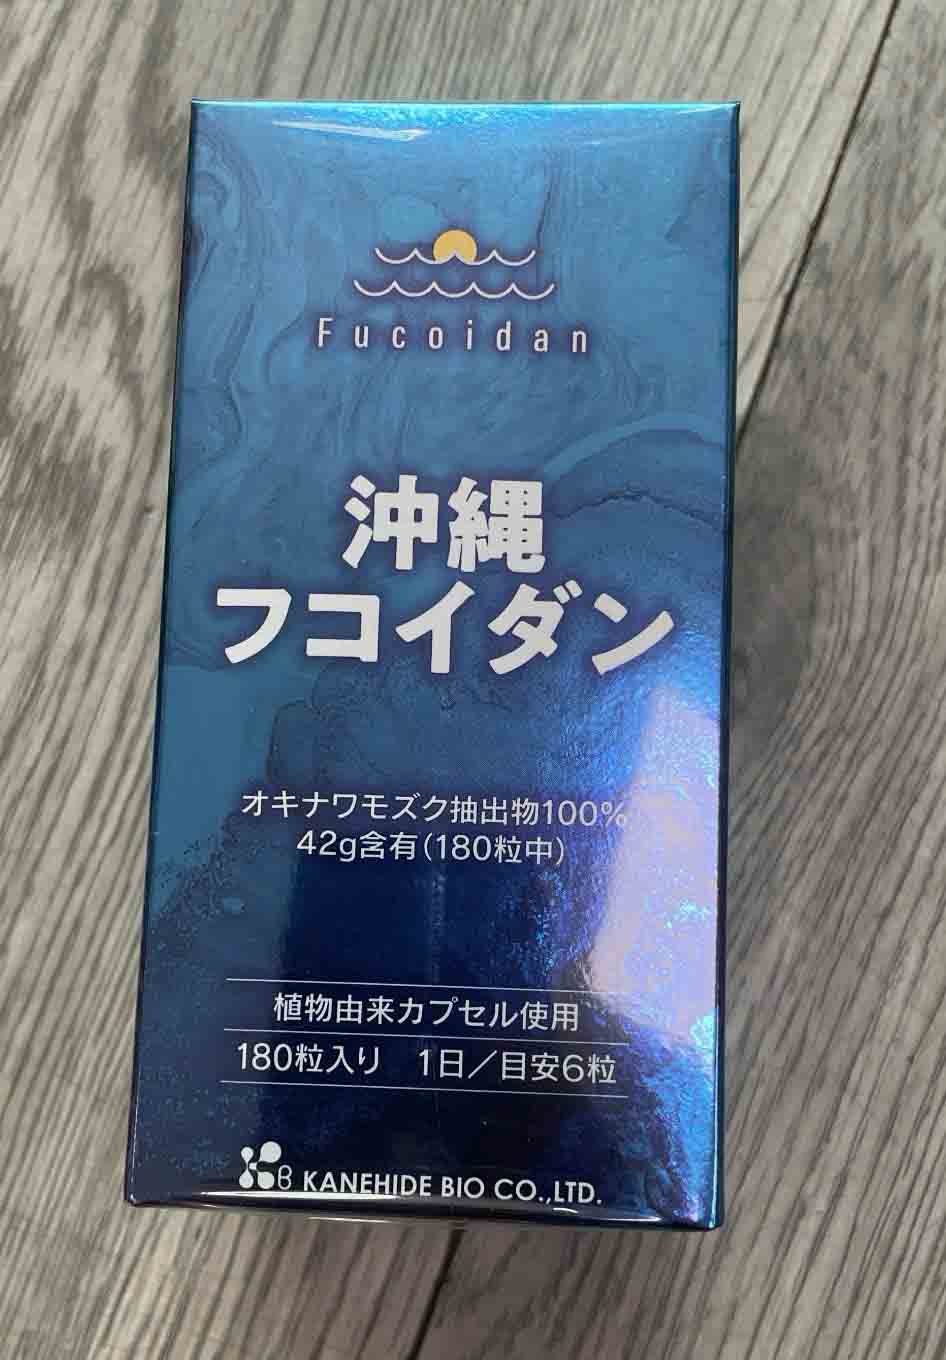 Fucoidan
沖縄
フコイダン
オキナワモズク抽出物100%
42g含有(180粒中)
植物由来カプセル使用
180粒入り 1日／目安6粒
KB KANEHIDE BIO CO.,LTD.